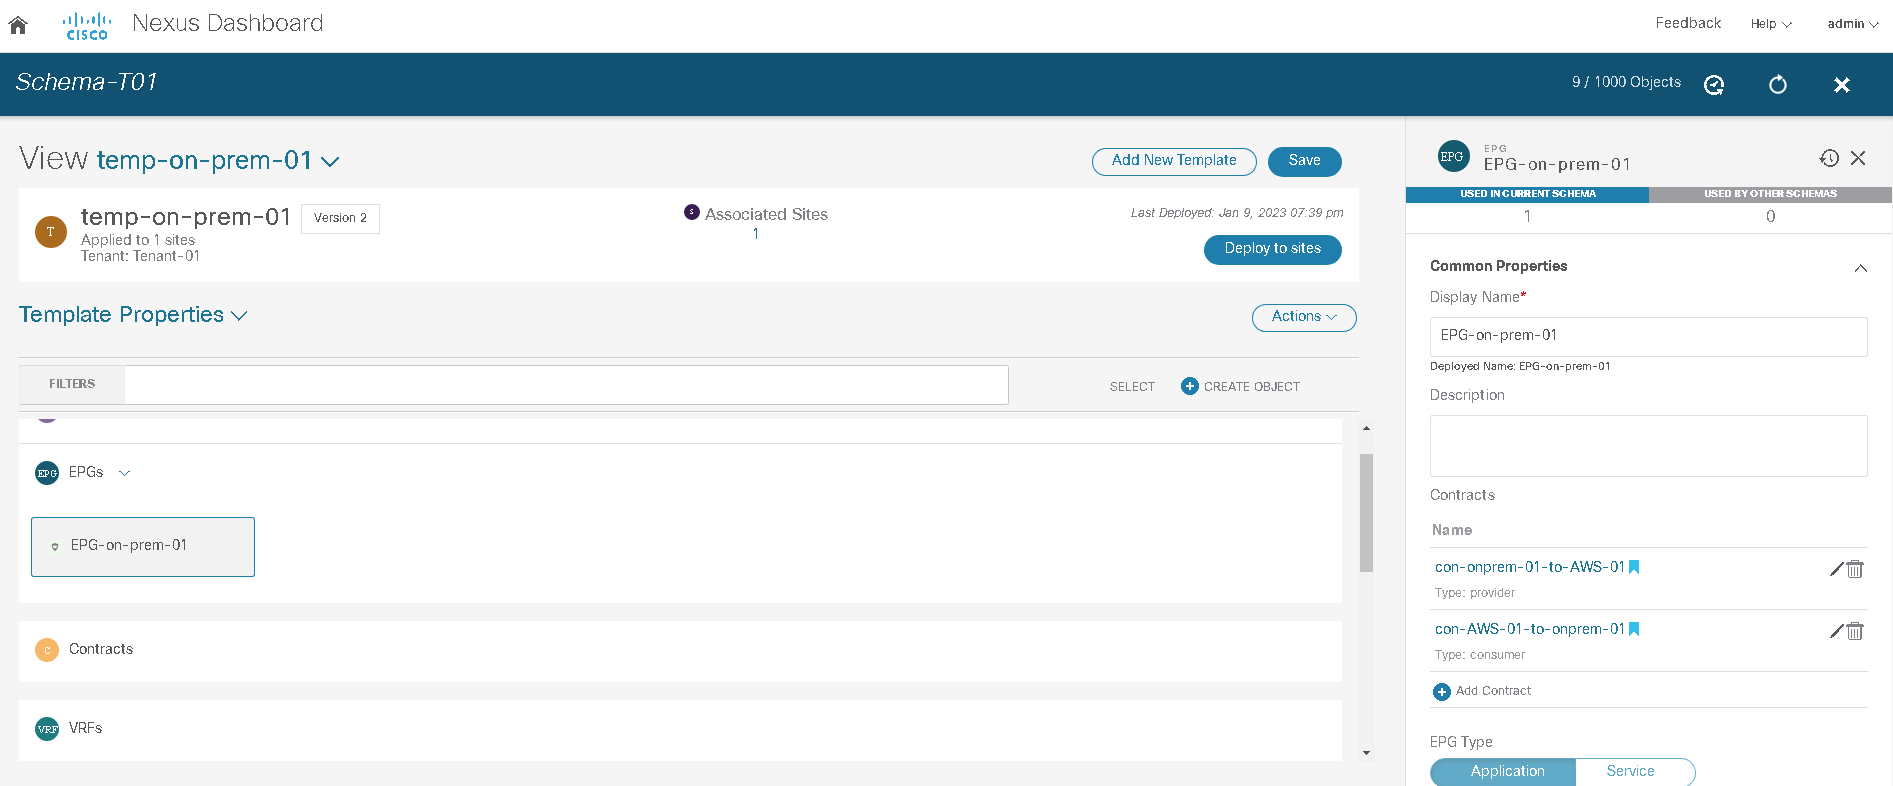 CISCO Nexus Dashboard Feedback Help admin
Schema-T01 9 / 1000 Objects
View temp-on-prem-01 Add New Template Save
T temp-on-prem-01 Version 2
Applied to 1 sites
Tenant: Tenant-01
S Associated Sites
1
Last Deployed: Jan 9, 2023 07:39 pm
Deploy to sites
Template Properties Actions
FILTERS SELECT CREATE OBJECT
EPG EPGs
EPG-on-prem-01
C Contracts
VRF VRFs
EPG EPG
EPG-on-prem-01
USED IN CURRENT SCHEMA USED BY OTHER SCHEMAS
1 0
Common Properties
Display Name*
EPG-on-prem-01
Deployed Name: EPG-on-prem-01
Description
Contracts
Name
con-onprem-01-to-AWS-01
Type: provider
con-AWS-01-to-onprem-01
Type: consumer
Add Contract
EPG Type
Application Service